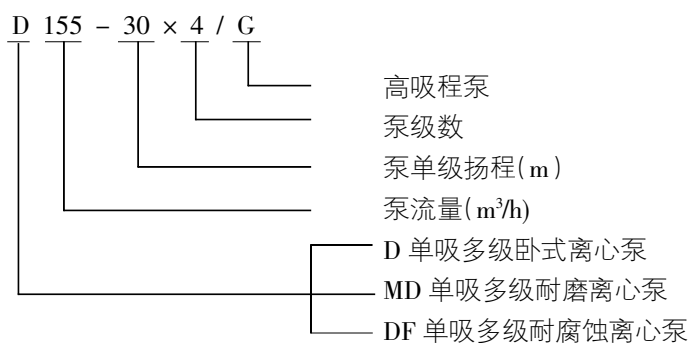 D 155 - 30 × 4 / G
高吸程泵
泵级数
泵单级扬程(m)
泵流量(m³/h)
D 单吸多级卧式离心泵
MD 单吸多级耐磨离心泵
DF 单吸多级耐腐蚀离心泵